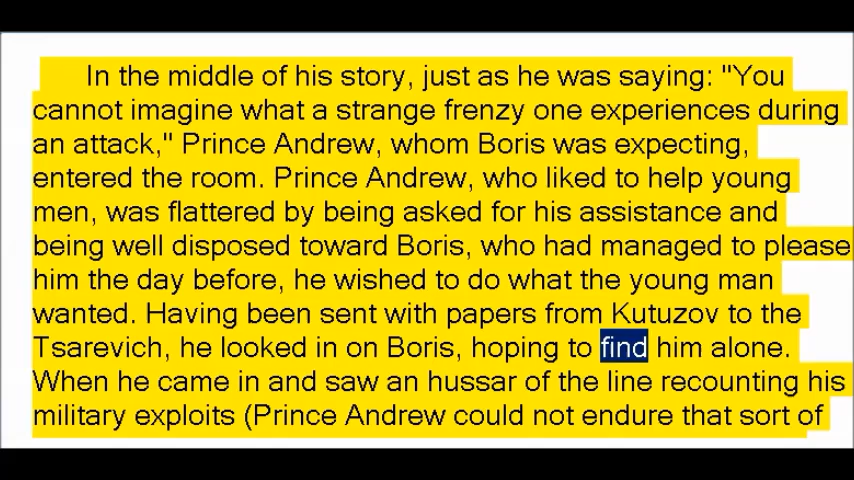 In the middle of his story, just as he was saying: "You
cannot imagine what a strange frenzy one experiences during
an attack," Prince Andrew, whom Boris was expecting,
entered the room. Prince Andrew, who liked to help young
men, was flattered by being asked for his assistance and
being well disposed toward Boris, who had managed to please
him the day before, he wished to do what the young man
wanted. Having been sent with papers from Kutuzov to the
Tsarevich, he looked in on Boris, hoping to find him alone.
When he came in and saw an hussar of the line recounting his
military exploits (Prince Andrew could not endure that sort of